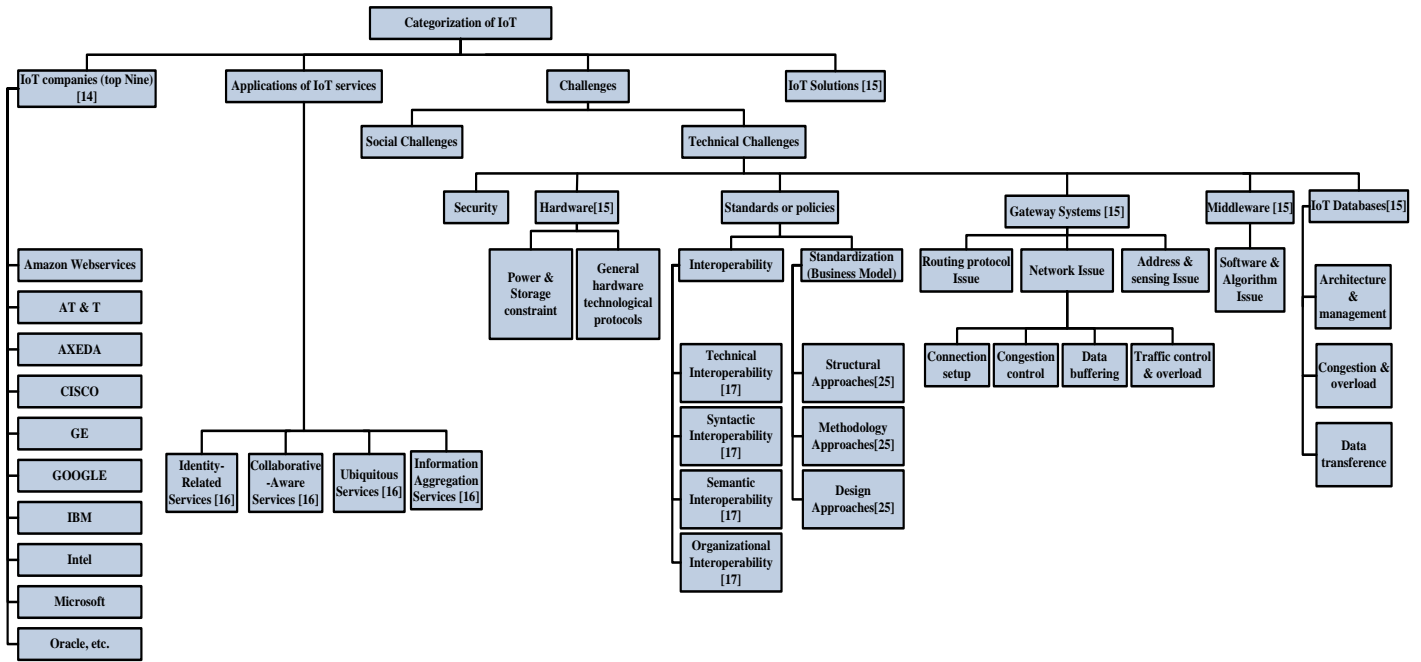 Categorization of IoT
IoT companies (top Nine)
[14]
Applications of IoT services
Challenges
IoT Solutions [15]
Social Challenges
Technical Challenges
Security
Hardware[15]
Standards or policies
Gateway Systems [15]
Middleware [15]
IoT Databases[15]
Power &
Storage
constraint
General
hardware
technological
protocols
Interoperability
Standardization
(Business Model)
Routing protocol
Issue
Network Issue
Address &
sensing Issue
Software &
Algorithm
Issue
Architecture
&
management
Congestion &
overload
Data
transference
Connection
setup
Congestion
control
Data
buffering
Traffic control
& overload
Technical
Interoperability
[17]
Syntactic
Interoperability
[17]
Semantic
Interoperability
[17]
Organizational
Interoperability
[17]
Structural
Approaches[25]
Methodology
Approaches[25]
Design
Approaches[25]
Amazon Webservices
AT & T
AXEDA
CISCO
GE
GOOGLE
IBM
Intel
Microsoft
Oracle, etc.
Identity-
Related
Services [16]
Collaborative
-Aware
Services [16]
Ubiquitous
Services [16]
Information
Aggregation
Services [16]